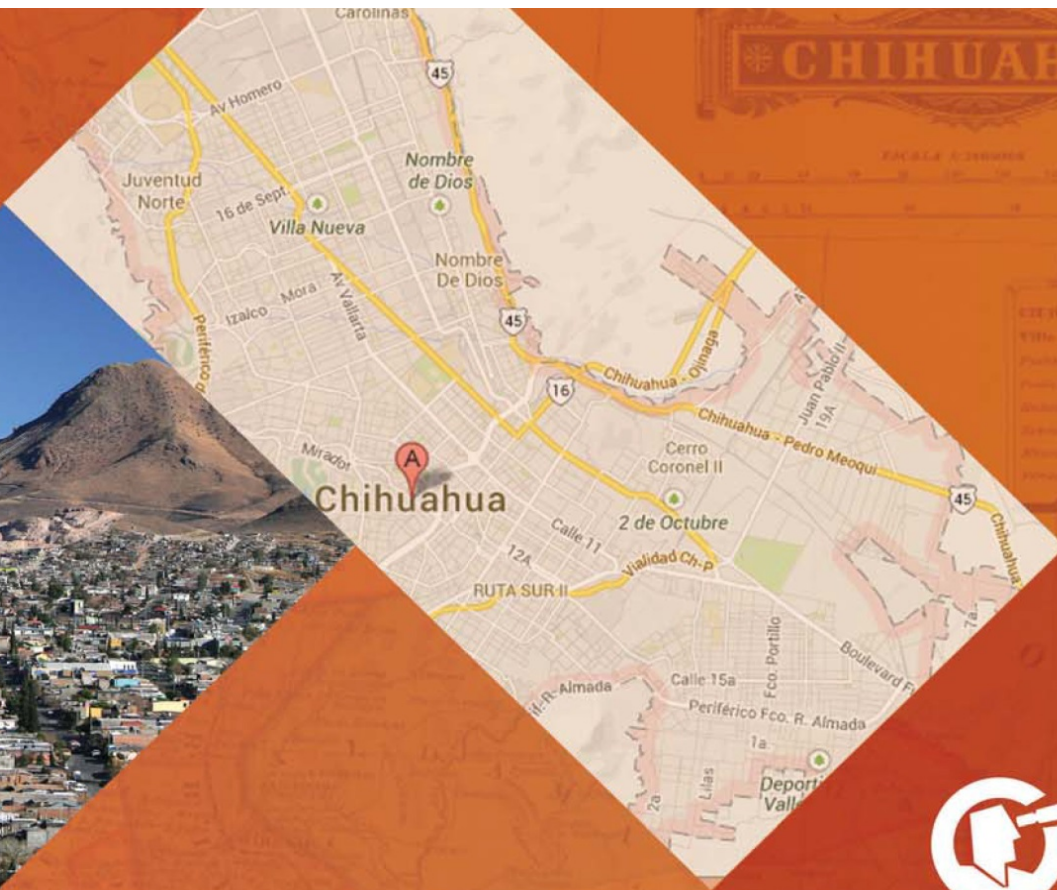 Carolinas
45
CHIHUAH
Av Homero
ESCALA
Nombre
de Dios
Juventud
Norte
16 de Sept.
Villa Nueva
Nombre
De Dios
Izalco - Mora
Av Vallarta
45
Periférico d
Chihuahua - Ojinaga
Juan Pablo II
19A
16
Chihuahua - Pedro Meoqui
Mirador
A
Cerro
Coronel II
Chihuahua
45
2 de Octubre
Calle 11
Chihuahua
12A
Vialidad Ch-P
RUTA SUR II
7a.
Fco. Portillo
Boulevard F
if.-R. Almada
Calle 15a
Periférico Fco. R. Almada
1a.
2a
Lilas
Deporti
Valle